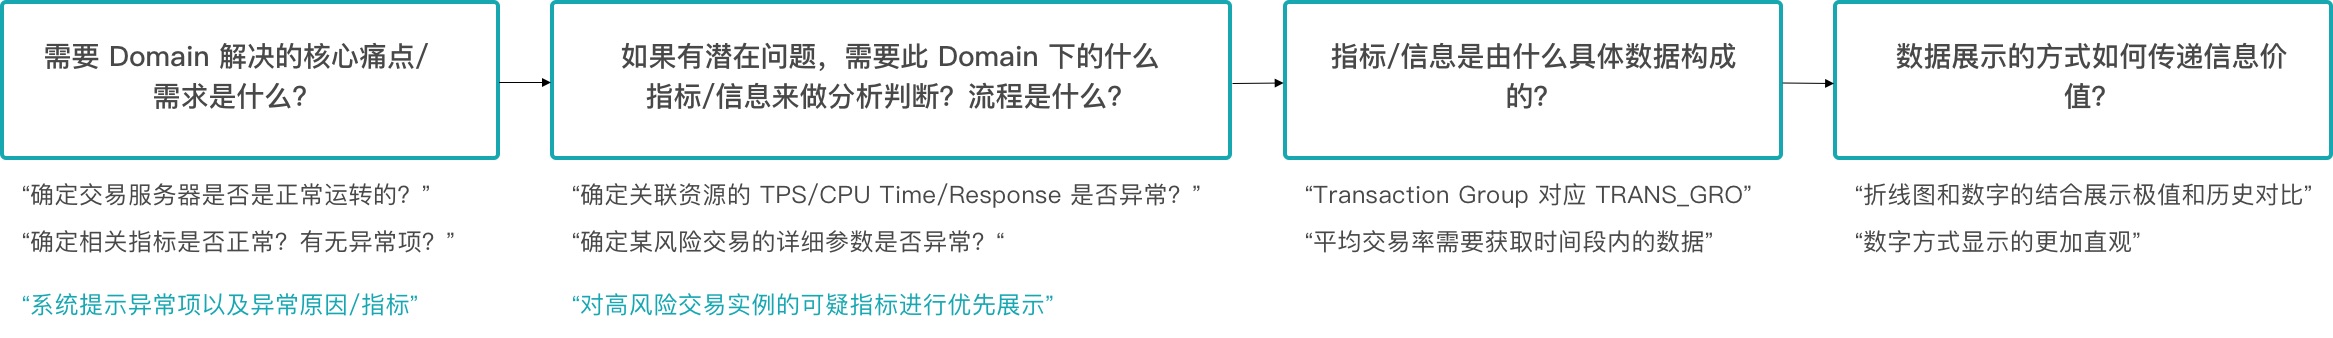 需要 Domain 解决的核心痛点/
需求是什么？
如果有潜在问题，需要此 Domain 下的什么
指标/信息来做分析判断？流程是什么？
指标/信息是由什么具体数据构成
的？
数据展示的方式如何传递信息价
值？
“确定交易服务器是否是正常运转的？”
“确定相关指标是否正常？有无异常项？”
“系统提示异常项以及异常原因/指标”
“确定关联资源的 TPS/CPU Time/Response 是否异常？”
“确定某风险交易的详细参数是否异常？“
“对高风险交易实例的可疑指标进行优先展示”
“Transaction Group 对应 TRANS_GRO”
“平均交易率需要获取时间段内的数据”
“折线图和数字的结合展示极值和历史对比”
“数字方式显示的更加直观”